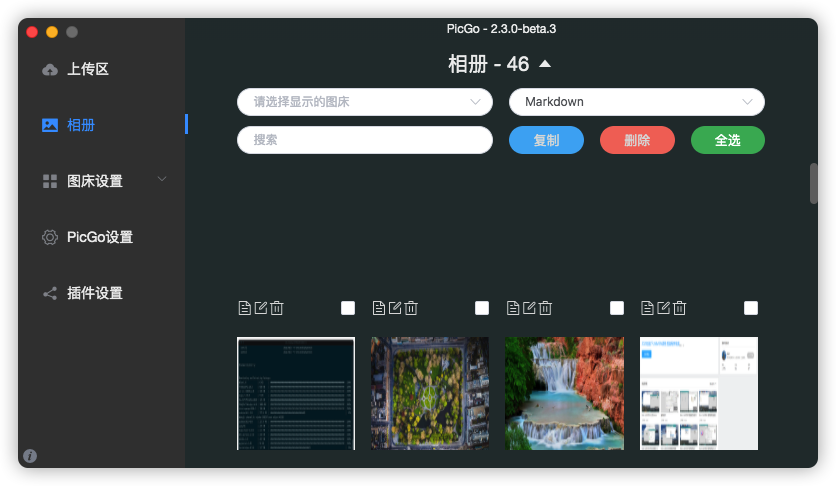 PicGo - 2.3.0-beta.3
上传区
相册
图床设置
PicGo设置
插件设置
相册 - 46
请选择显示的图床
Markdown
搜索
复制
删除
全选